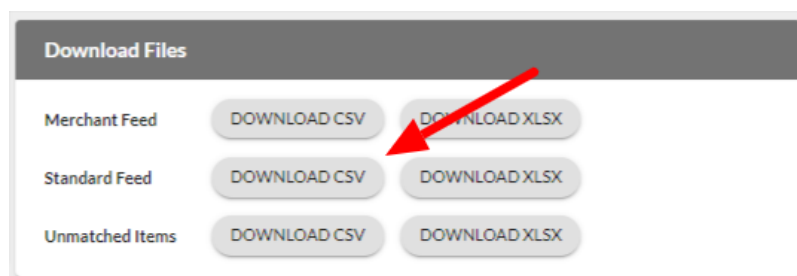 Download Files
Merchant Feed DOWNLOAD CSV DOWNLOAD XLSX
Standard Feed DOWNLOAD CSV DOWNLOAD XLSX
Unmatched Items DOWNLOAD CSV DOWNLOAD XLSX